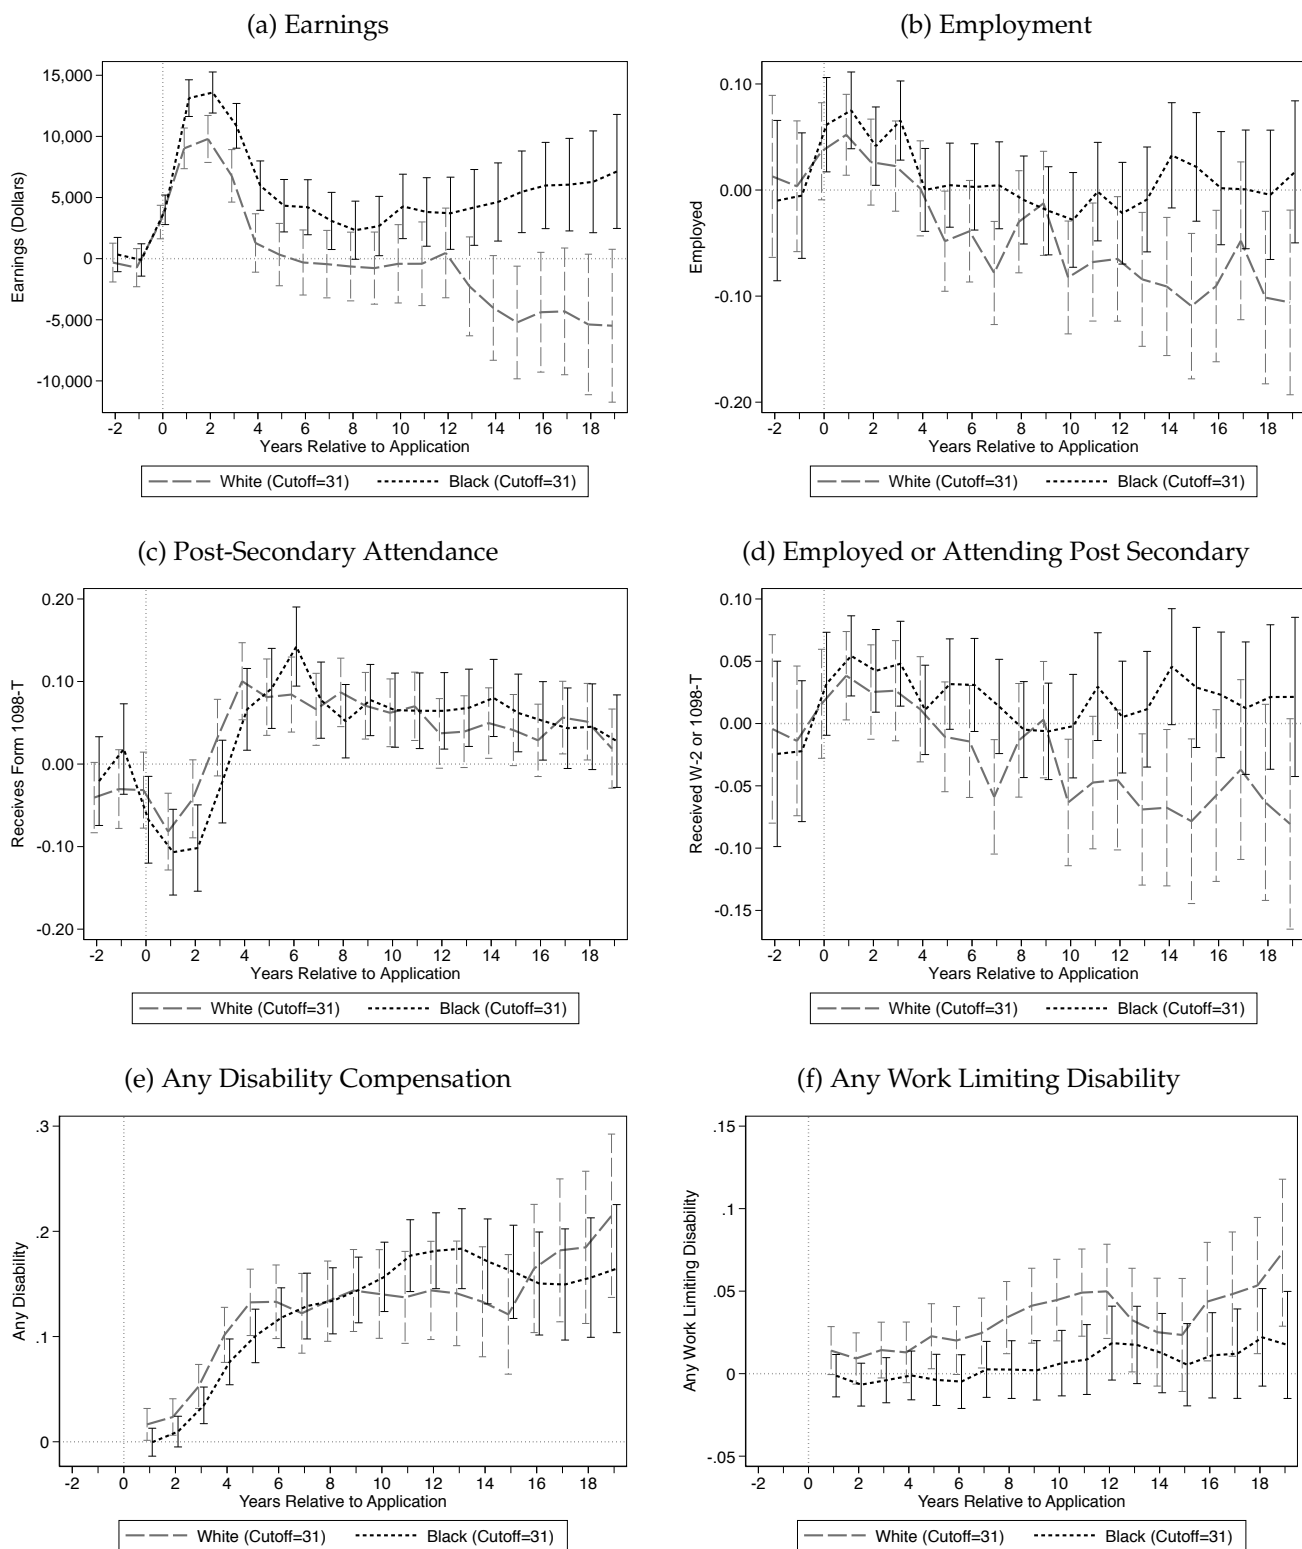 (a) Earnings
(b) Employment
15,000
10,000
5,000
0
-5,000
-10,000
Earnings (Dollars)
-2 0 2 4 6 8 10 12 14 16 18
Years Relative to Application
White (Cutoff=31) Black (Cutoff=31)
0.10
0.00
-0.10
-0.20
Employed
-2 0 2 4 6 8 10 12 14 16 18
Years Relative to Application
White (Cutoff=31) Black (Cutoff=31)
(c) Post-Secondary Attendance
(d) Employed or Attending Post Secondary
0.20
0.10
0.00
-0.10
-0.20
Receives Form 1098-T
-2 0 2 4 6 8 10 12 14 16 18
Years Relative to Application
White (Cutoff=31) Black (Cutoff=31)
0.10
0.05
0.00
-0.05
-0.10
-0.15
Received W-2 or 1098-T
-2 0 2 4 6 8 10 12 14 16 18
Years Relative to Application
White (Cutoff=31) Black (Cutoff=31)
(e) Any Disability Compensation
(f) Any Work Limiting Disability
.3
.2
.1
0
Any Disability
-2 0 2 4 6 8 10 12 14 16 18
Years Relative to Application
White (Cutoff=31) Black (Cutoff=31)
.15
.1
.05
0
-.05
Any Work Limiting Disability
-2 0 2 4 6 8 10 12 14 16 18
Years Relative to Application
White (Cutoff=31) Black (Cutoff=31)